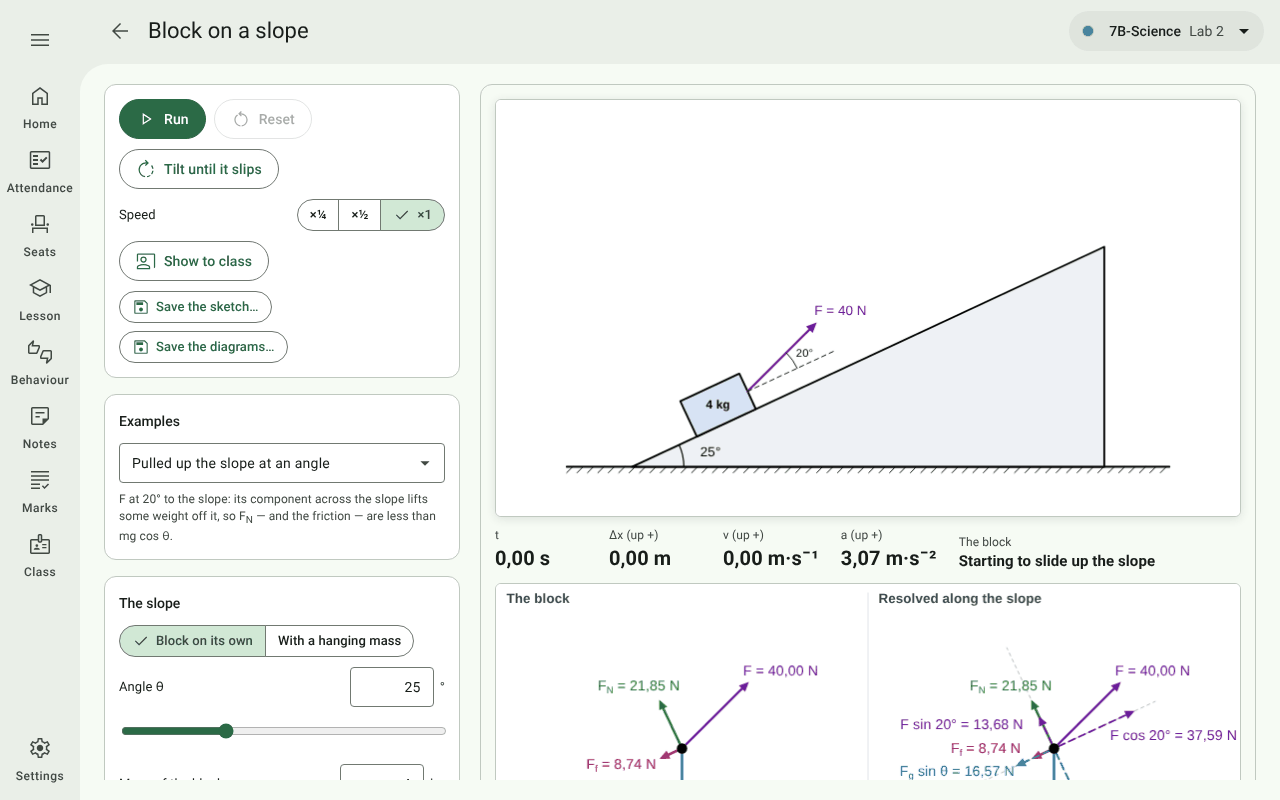 Block on a slope
7B-Science Lab 2
Home
Attendance
Seats
Lesson
Behaviour
Notes
Marks
Class
Settings
Run
Reset
Tilt until it slips
Speed
×¼
×½
×1
Show to class
Save the sketch…
Save the diagrams…
Examples
Pulled up the slope at an angle
F at 20° to the slope: its component across the slope lifts
some weight off it, so FN — and the friction — are less than
mg cos θ.
The slope
Block on its own
With a hanging mass
Angle θ
25 °
F = 40 N
20°
4 kg
25°
t
0,00 s
Δx (up +)
0,00 m
v (up +)
0,00 m·s⁻¹
a (up +)
3,07 m·s⁻²
The block
Starting to slide up the slope
The block
F = 40,00 N
FN = 21,85 N
Ff = 8,74 N
Resolved along the slope
F = 40,00 N
FN = 21,85 N
F sin 20° = 13,68 N
F cos 20° = 37,59 N
Ff = 8,74 N
Fg sin θ = 16,57 N